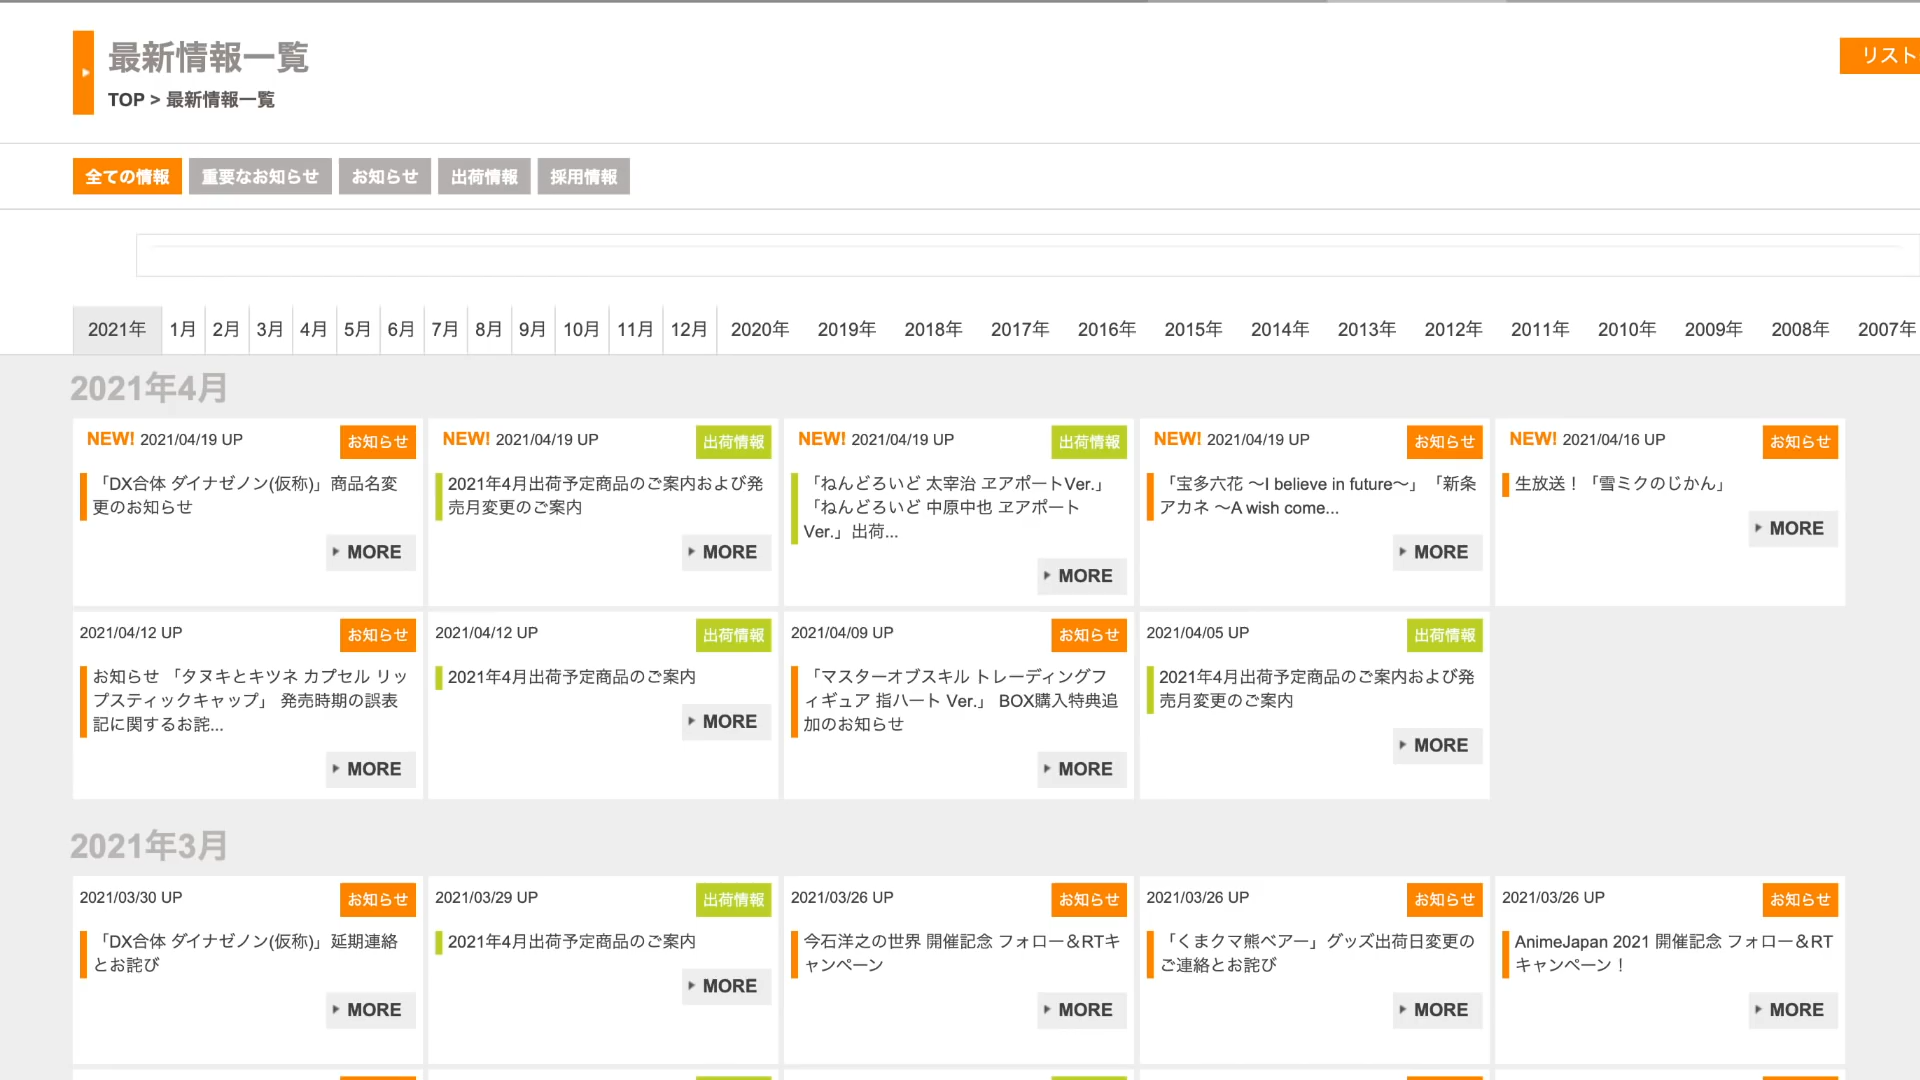 最新情報一覧
リスト
TOP > 最新情報一覧
全ての情報 重要なお知らせ お知らせ 出荷情報 採用情報
2021年 1月 2月 3月 4月 5月 6月 7月 8月 9月 10月 11月 12月 2020年 2019年 2018年 2017年 2016年 2015年 2014年 2013年 2012年 2011年 2010年 2009年 2008年 2007年
2021年4月
NEW! 2021/04/19 UP お知らせ
「DX合体 ダイナゼノン(仮称)」商品名変
更のお知らせ
MORE
NEW! 2021/04/19 UP 出荷情報
2021年4月出荷予定商品のご案内および発
売月変更のご案内
MORE
NEW! 2021/04/19 UP 出荷情報
「ねんどろいど 太宰治 ヱアポートVer.」
「ねんどろいど 中原中也 ヱアポート
Ver.」出荷...
MORE
NEW! 2021/04/19 UP お知らせ
「宝多六花 〜I believe in future〜」「新条
アカネ 〜A wish come...
MORE
NEW! 2021/04/16 UP お知らせ
生放送！「雪ミクのじかん」
MORE
2021/04/12 UP お知らせ
お知らせ 「タヌキとキツネ カプセル リッ
プスティックキャップ」 発売時期の誤表
記に関するお詫...
MORE
2021/04/12 UP 出荷情報
2021年4月出荷予定商品のご案内
MORE
2021/04/09 UP お知らせ
「マスターオブスキル トレーディングフ
ィギュア 指ハート Ver.」 BOX購入特典追
加のお知らせ
MORE
2021/04/05 UP 出荷情報
2021年4月出荷予定商品のご案内および発
売月変更のご案内
MORE
2021年3月
2021/03/30 UP お知らせ
「DX合体 ダイナゼノン(仮称)」延期連絡
とお詫び
MORE
2021/03/29 UP 出荷情報
2021年4月出荷予定商品のご案内
MORE
2021/03/26 UP お知らせ
今石洋之の世界 開催記念 フォロー＆RTキ
ャンペーン
MORE
2021/03/26 UP お知らせ
「くまクマ熊ベアー」グッズ出荷日変更の
ご連絡とお詫び
MORE
2021/03/26 UP お知らせ
AnimeJapan 2021 開催記念 フォロー＆RT
キャンペーン！
MORE